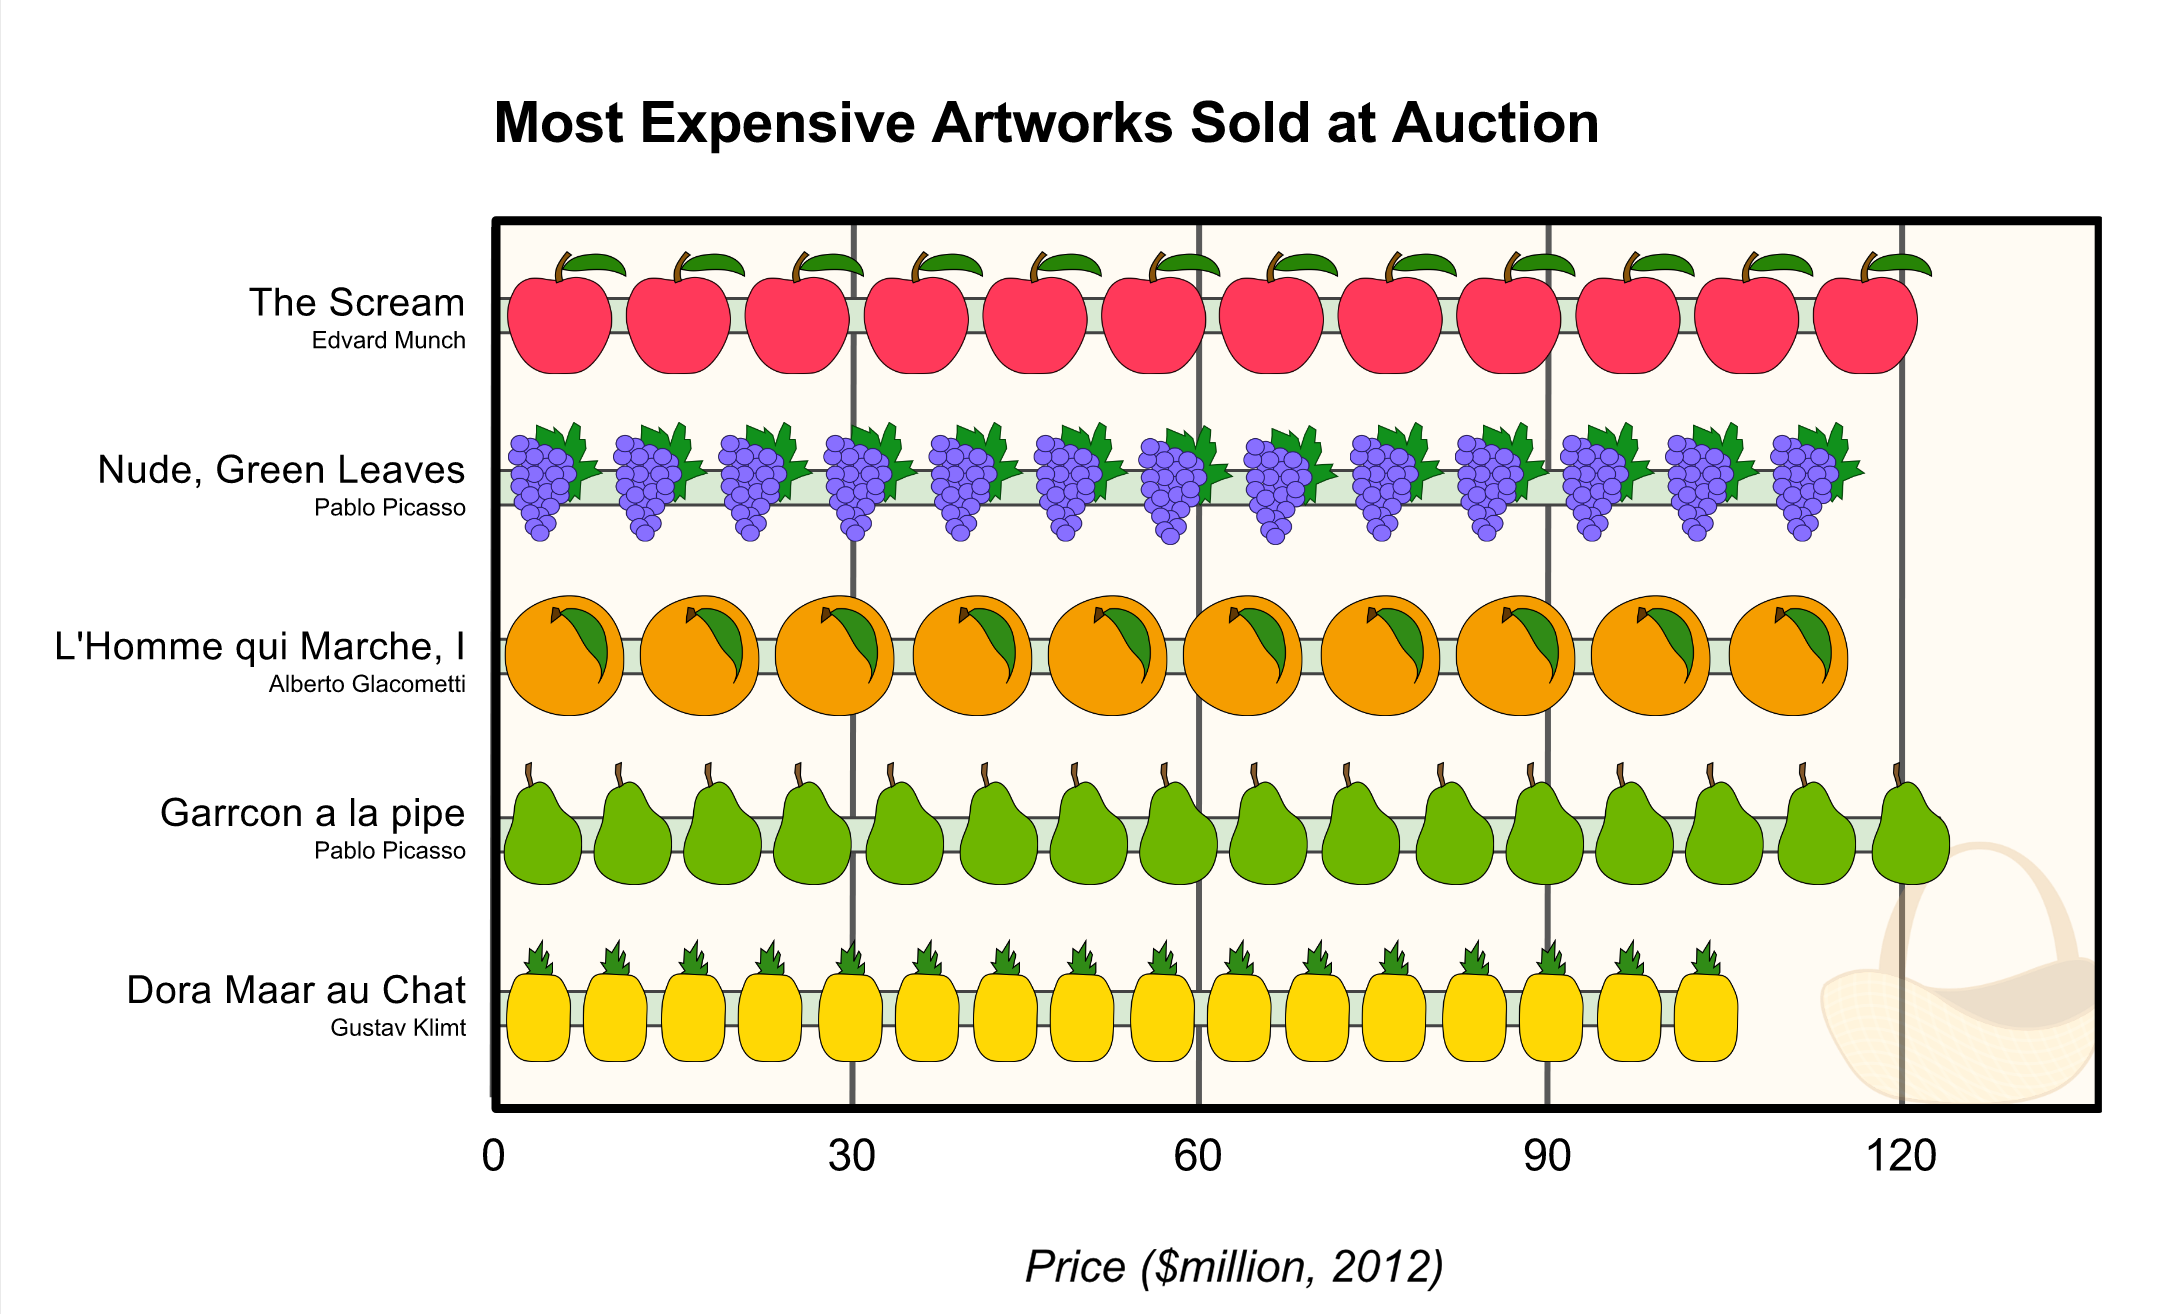 Most Expensive Artworks Sold at Auction
The Scream
Edvard Munch
Nude, Green Leaves
Pablo Picasso
L'Homme qui Marche, I
Alberto Glacometti
Garrcon a la pipe
Pablo Picasso
Dora Maar au Chat
Gustav Klimt
0 30 60 90 120
Price ($million, 2012)